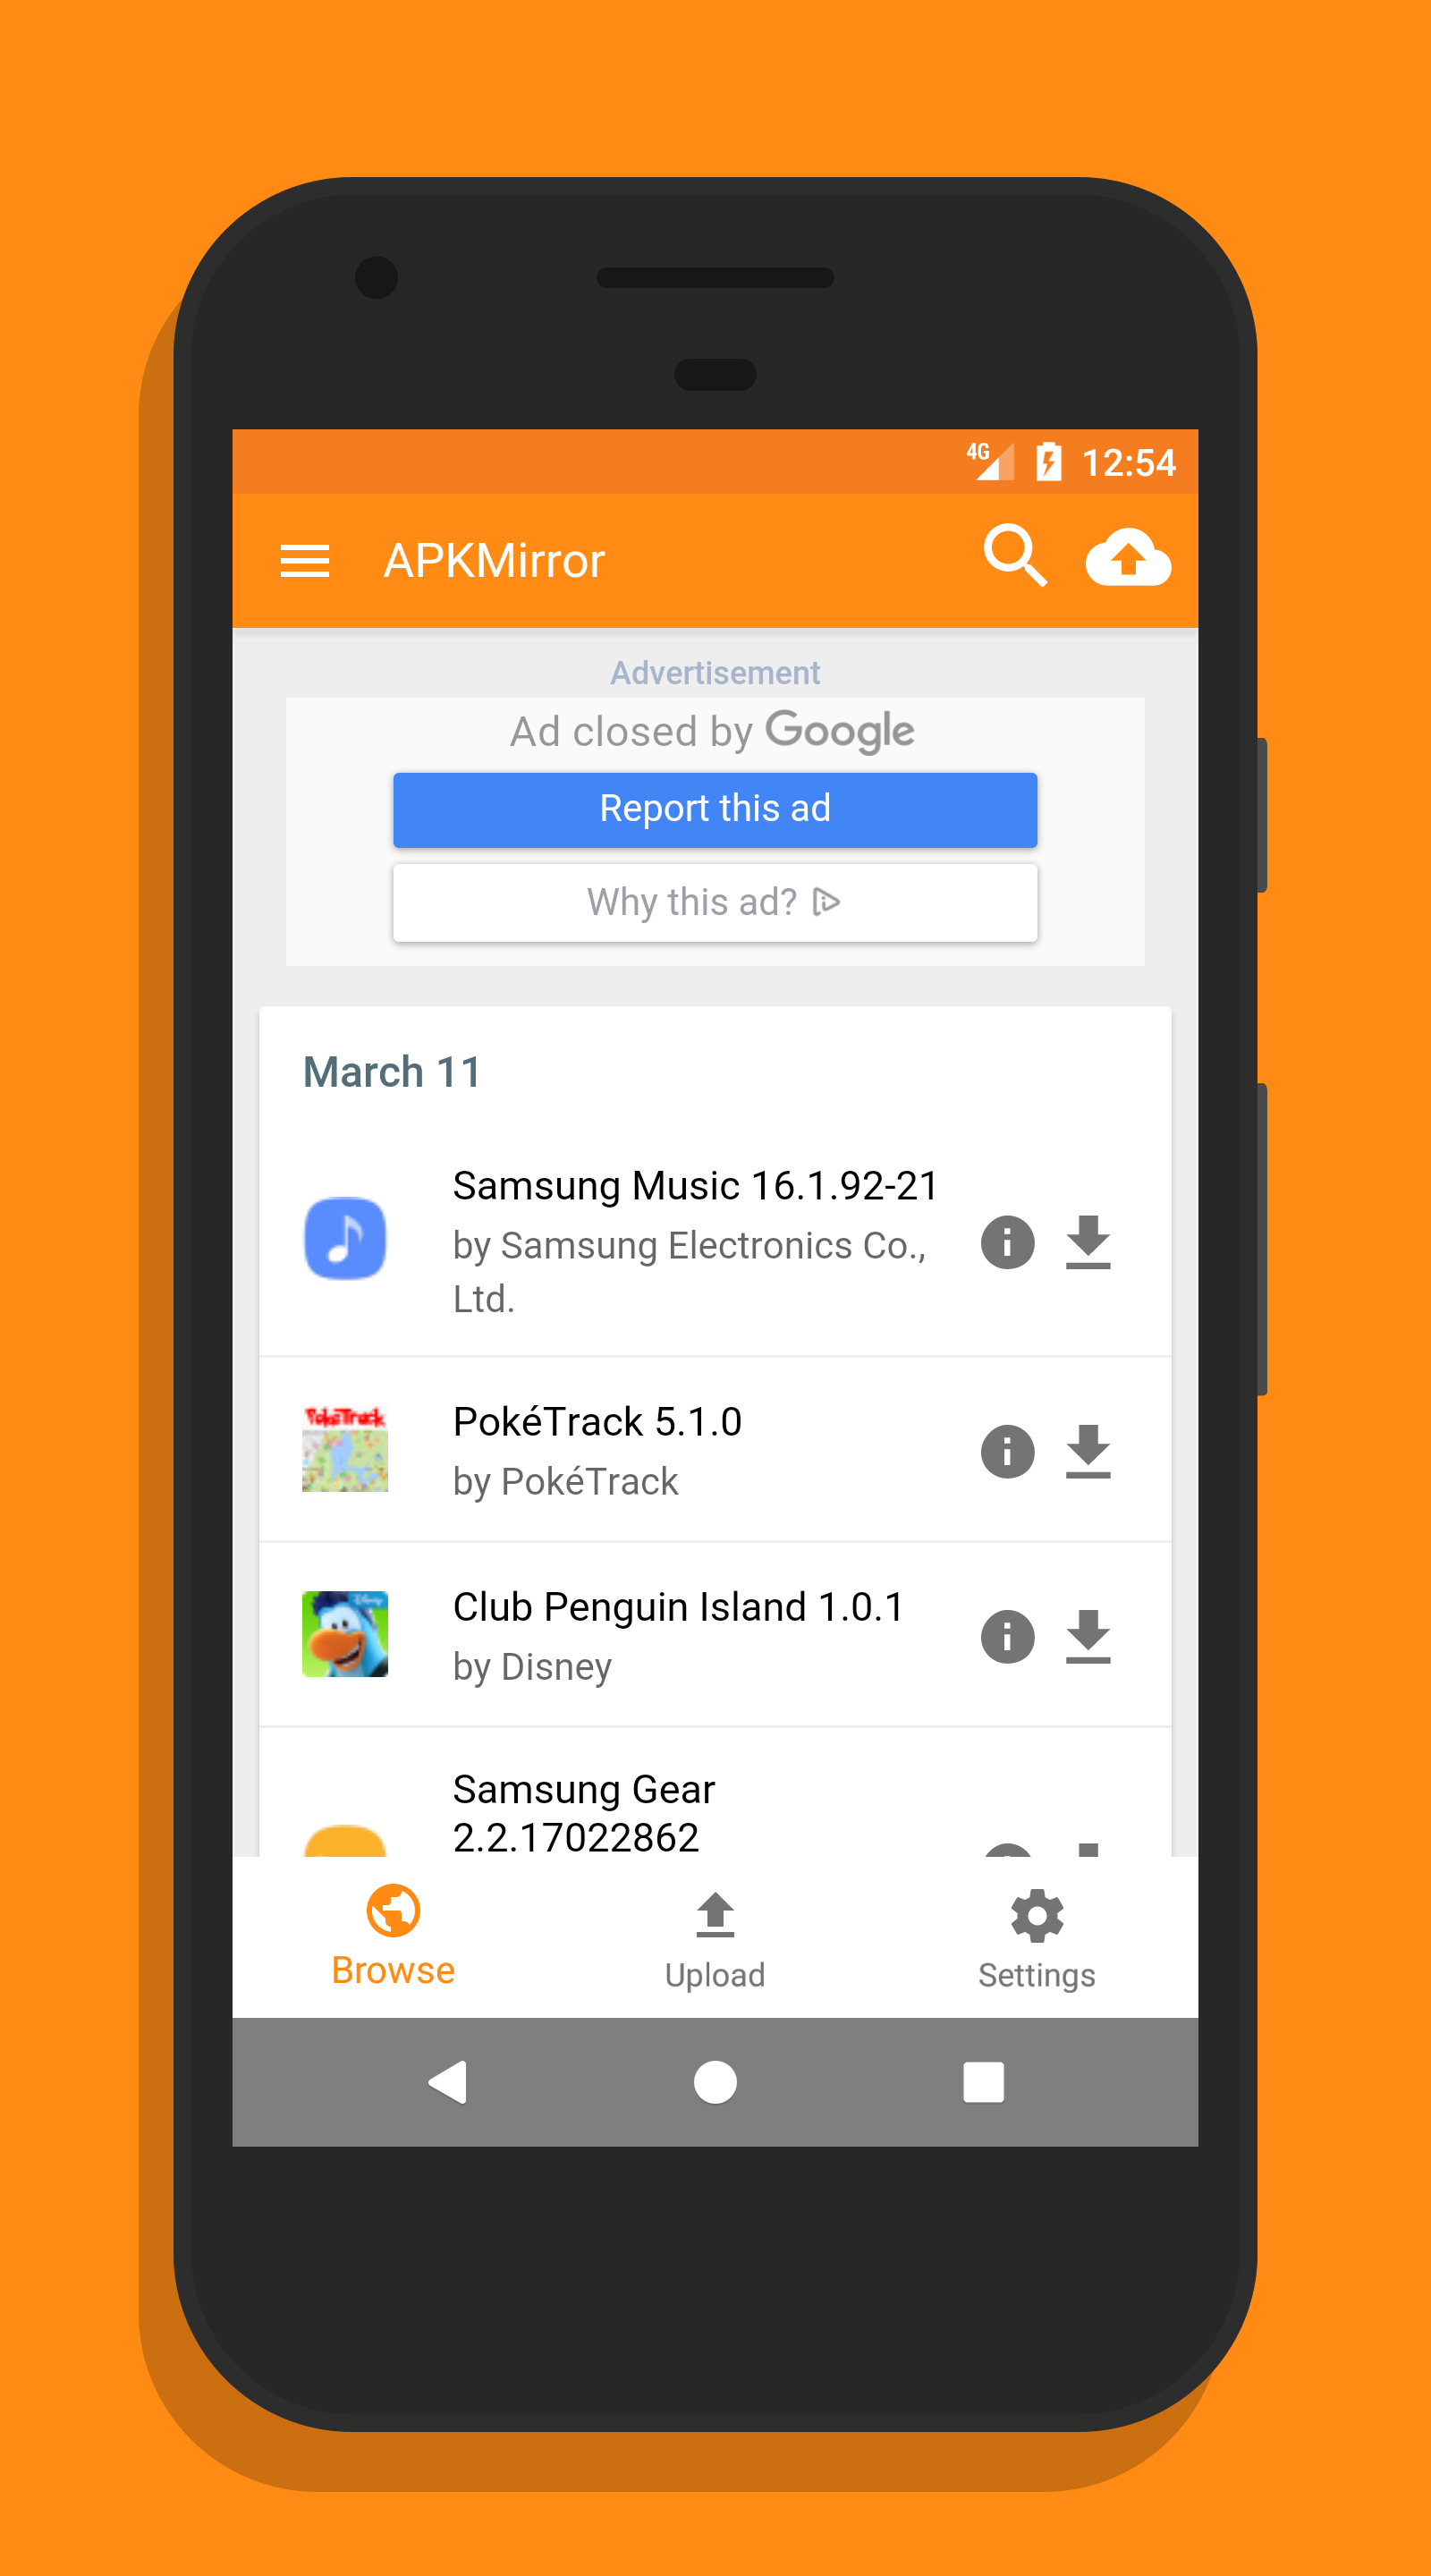 4G 12:54
APKMirror
Advertisement
Ad closed by Google
Report this ad
Why this ad?
March 11
Samsung Music 16.1.92-21
by Samsung Electronics Co.,
Ltd.
PokéTrack
PokéTrack 5.1.0
by PokéTrack
Disney
Club Penguin Island 1.0.1
by Disney
Samsung Gear
2.2.17022862
Browse
Upload
Settings